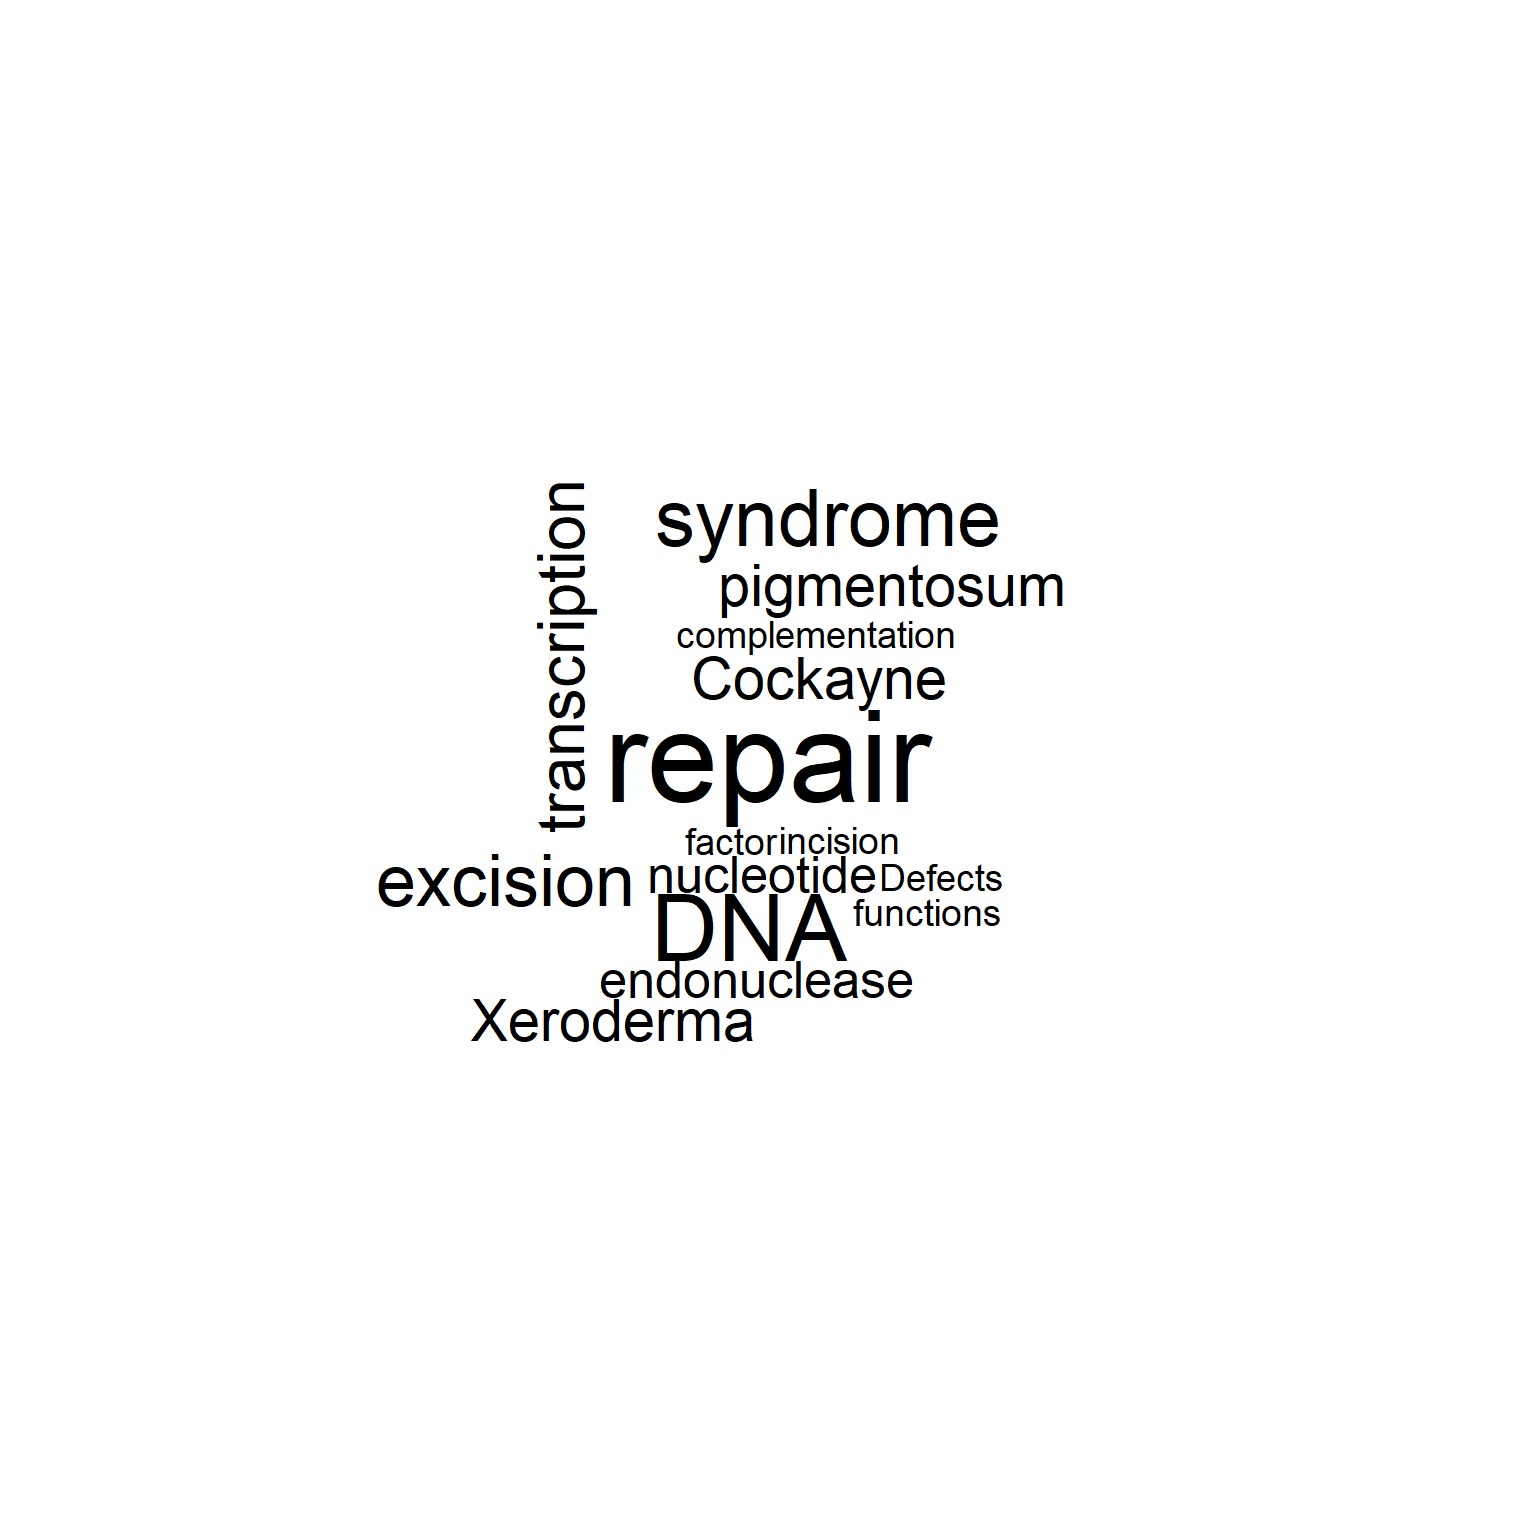 transcription
syndrome
pigmentosum
complementation
Cockayne
repair
factor incision
excision nucleotide Defects
DNA functions
endonuclease
Xeroderma